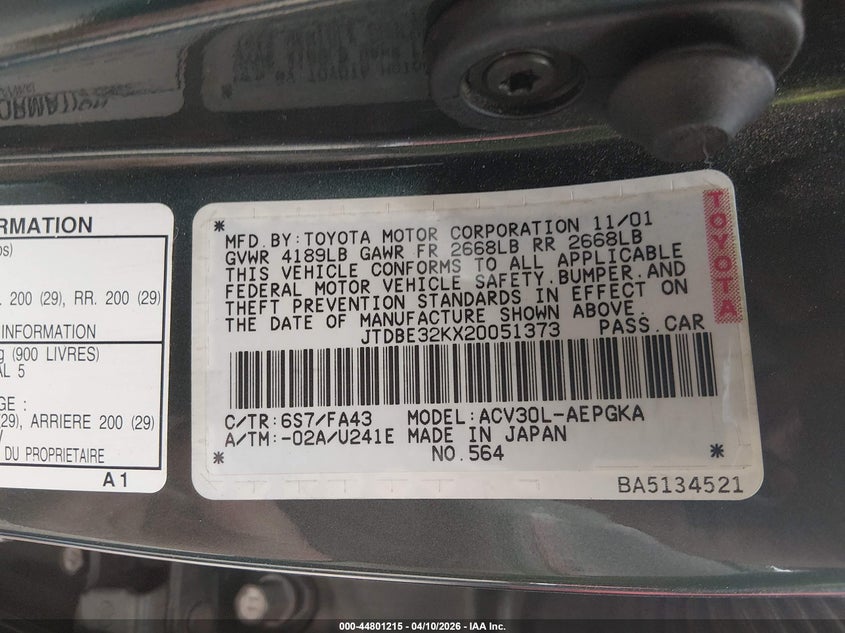 ORMATION
os)
. 200 (29), RR. 200 (29)
INFORMATION
g (900 LIVRES)
AL 5
GE :
(29), ARRIERE 200 (29)
DU PROPRIETAIRE
A1
MFD.BY:TOYOTA MOTOR CORPORATION 11/01
GVWR 4189LB GAWR FR 2668LB RR 2668LB
THIS VEHICLE CONFORMS TO ALL APPLICABLE
FEDERAL MOTOR VEHICLE SAFETY,BUMPER,AND
THEFT PREVENTION STANDARDS IN EFFECT ON
THE DATE OF MANUFACTURE SHOWN ABOVE.
JTDBE32KX20051373 PASS.CAR
C/TR:6S7/FA43 MODEL:ACV30L-AEPGKA
A/TM:-02A/U241E MADE IN JAPAN
NO.564
BA5134521
TOYOTA
000-44801215 - 04/10/2026 - IAA Inc.